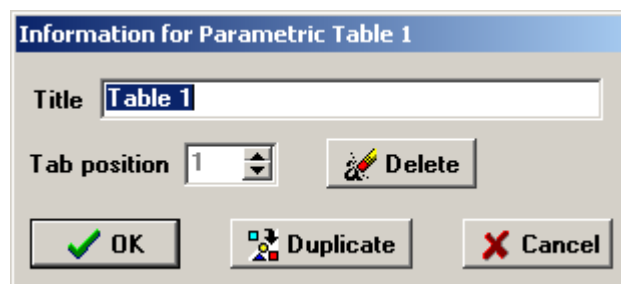 Information for Parametric Table 1
Title Table 1
Tab position 1 Delete
OK Duplicate Cancel